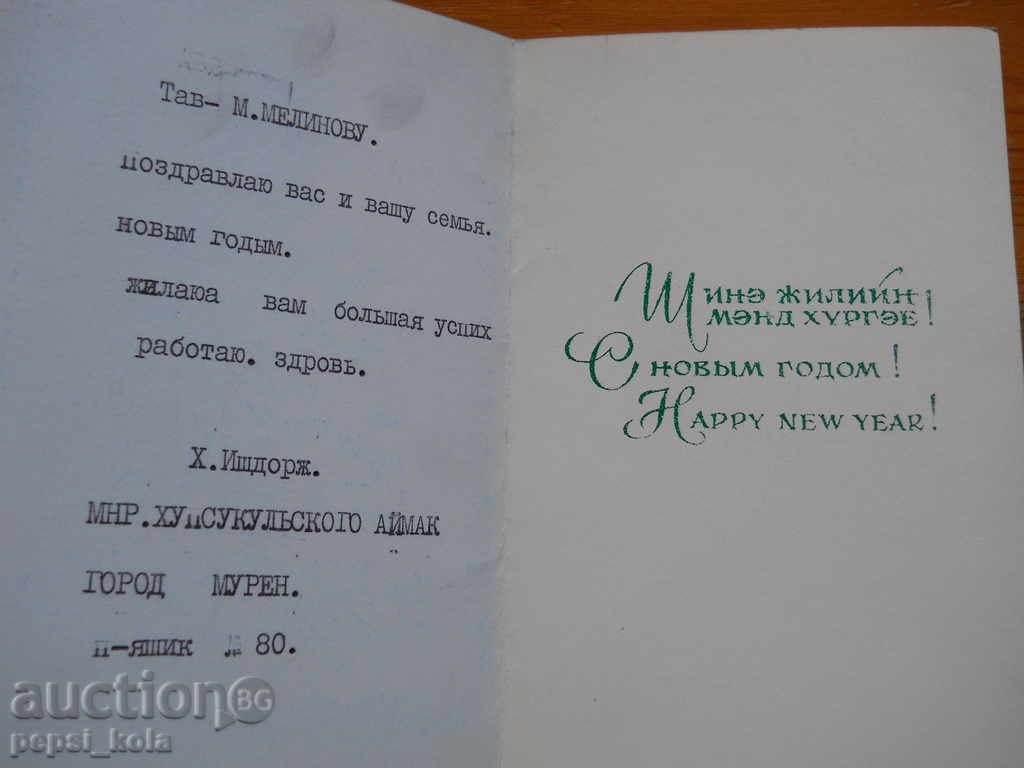 Тав- М.МЕЛИНОВУ.
поздравлаю вас и вашу семья.
новым годым.
жилаюа вам большая успих
работаю. здровь.
Х.Ищдорж.
МНР.ХУПСУКУЛЬСКОГО АЙМАК
ГОРОД МУРЕН.
п-яшик № 80.
Шинэ жилийн
мэнд хүргэе!
С новым годом!
Happy New Year!
auction BG
pepsi_kola